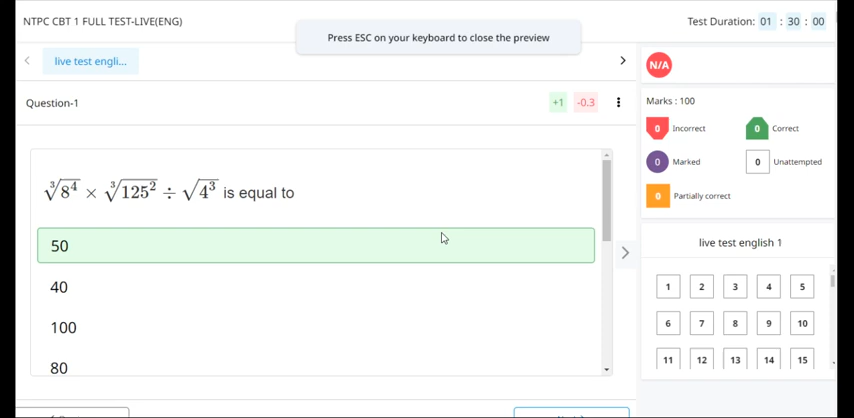 NTPC CBT 1 FULL TEST-LIVE(ENG)
Press ESC on your keyboard to close the preview
Test Duration: 01 : 30 : 00
live test engli...
N/A
Question-1
+1 -0.3
Marks : 100
0 Incorrect
0 Correct
0 Marked
0 Unattempted
0 Partially correct
∛8⁴ × ∛125² ÷ √4³ is equal to
50
40
100
80
live test english 1
1 2 3 4 5
6 7 8 9 10
11 12 13 14 15